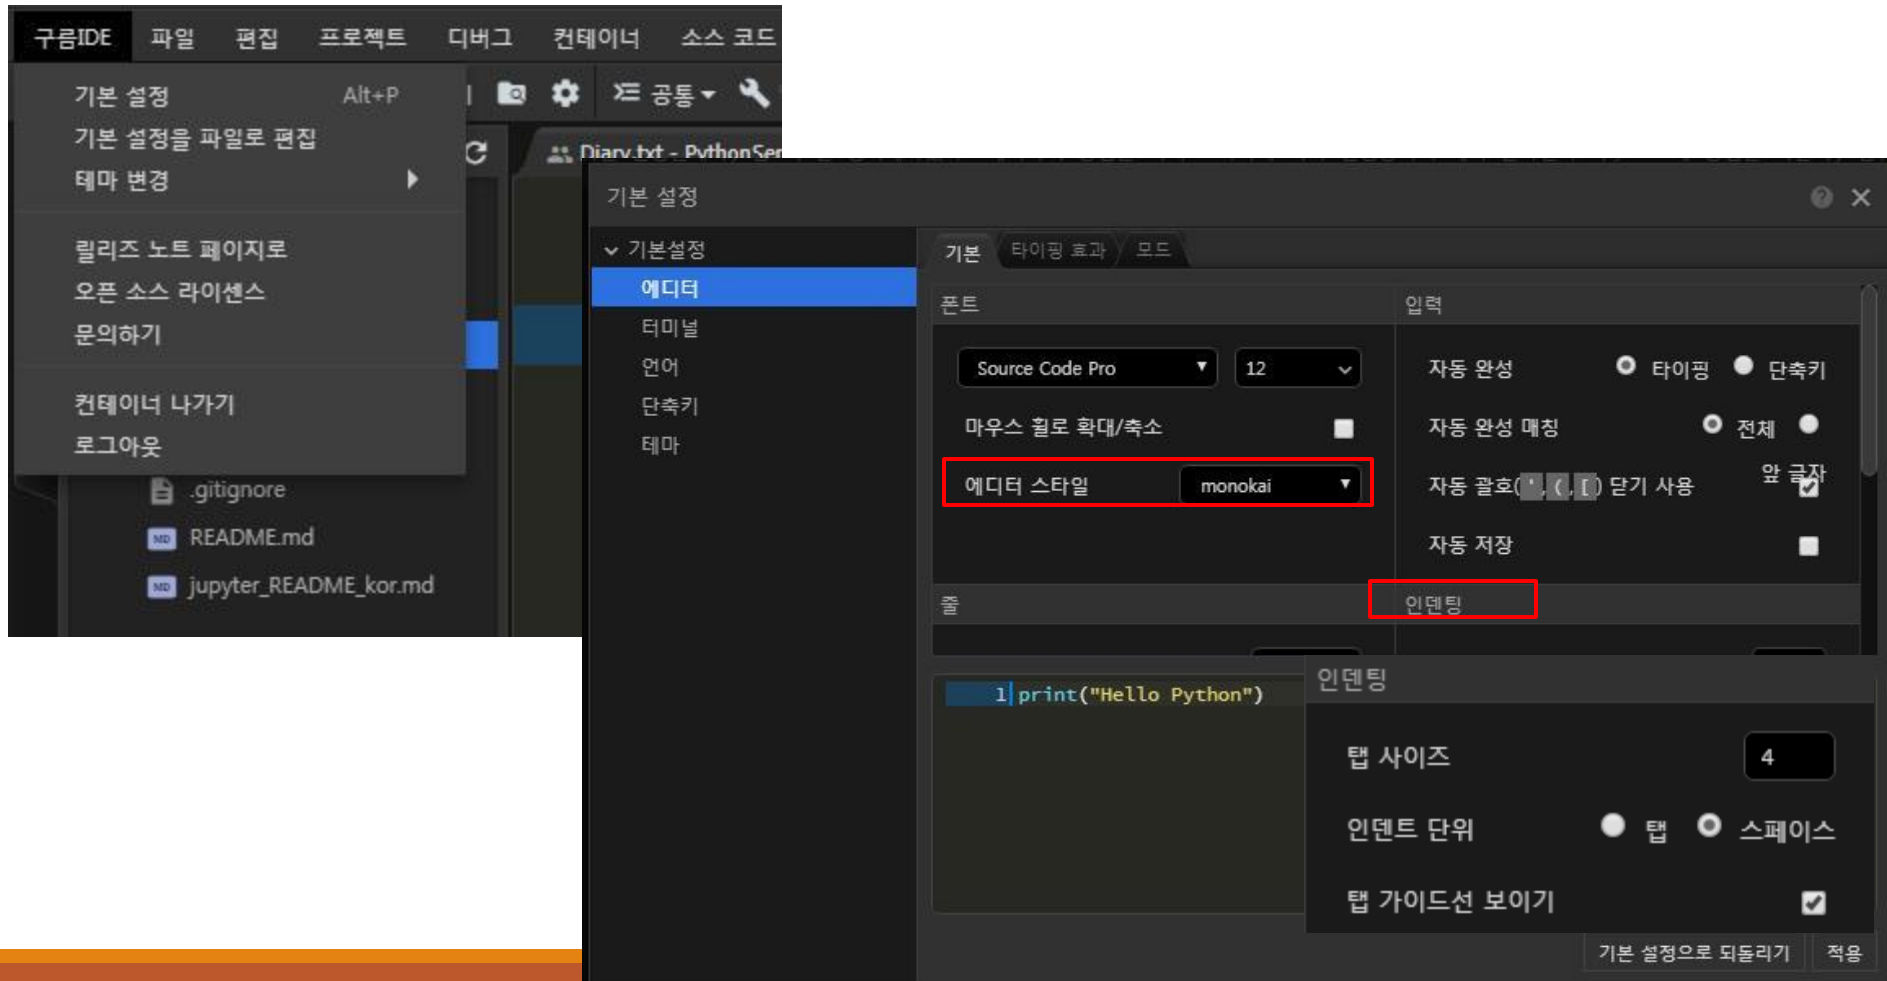 구름IDE 파일 편집 프로젝트 디버그 컨테이너 소스 코드
기본 설정 Alt+P
기본 설정을 파일로 편집
테마 변경
릴리즈 노트 페이지로
오픈 소스 라이센스
문의하기
컨테이너 나가기
로그아웃
공통
Diary.txt - PythonSer
.gitignore
MD README.md
MD jupyter_README_kor.md
기본 설정
기본설정
에디터
터미널
언어
단축키
테마
기본 타이핑 효과 모드
폰트
Source Code Pro 12
마우스 휠로 확대/축소
에디터 스타일 monokai
입력
자동 완성 타이핑 단축키
자동 완성 매칭 전체
앞 글자
자동 괄호(',(,[) 닫기 사용
자동 저장
줄
인덴팅
1 print("Hello Python")
인덴팅
탭 사이즈 4
인덴트 단위 탭 스페이스
탭 가이드선 보이기
기본 설정으로 되돌리기 적용